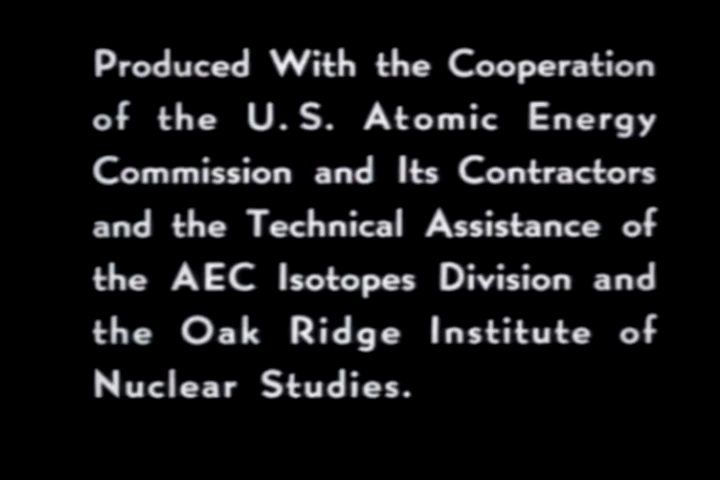 Produced With the Cooperation
of the U.S. Atomic Energy
Commission and Its Contractors
and the Technical Assistance of
the AEC Isotopes Division and
the Oak Ridge Institute of
Nuclear Studies.